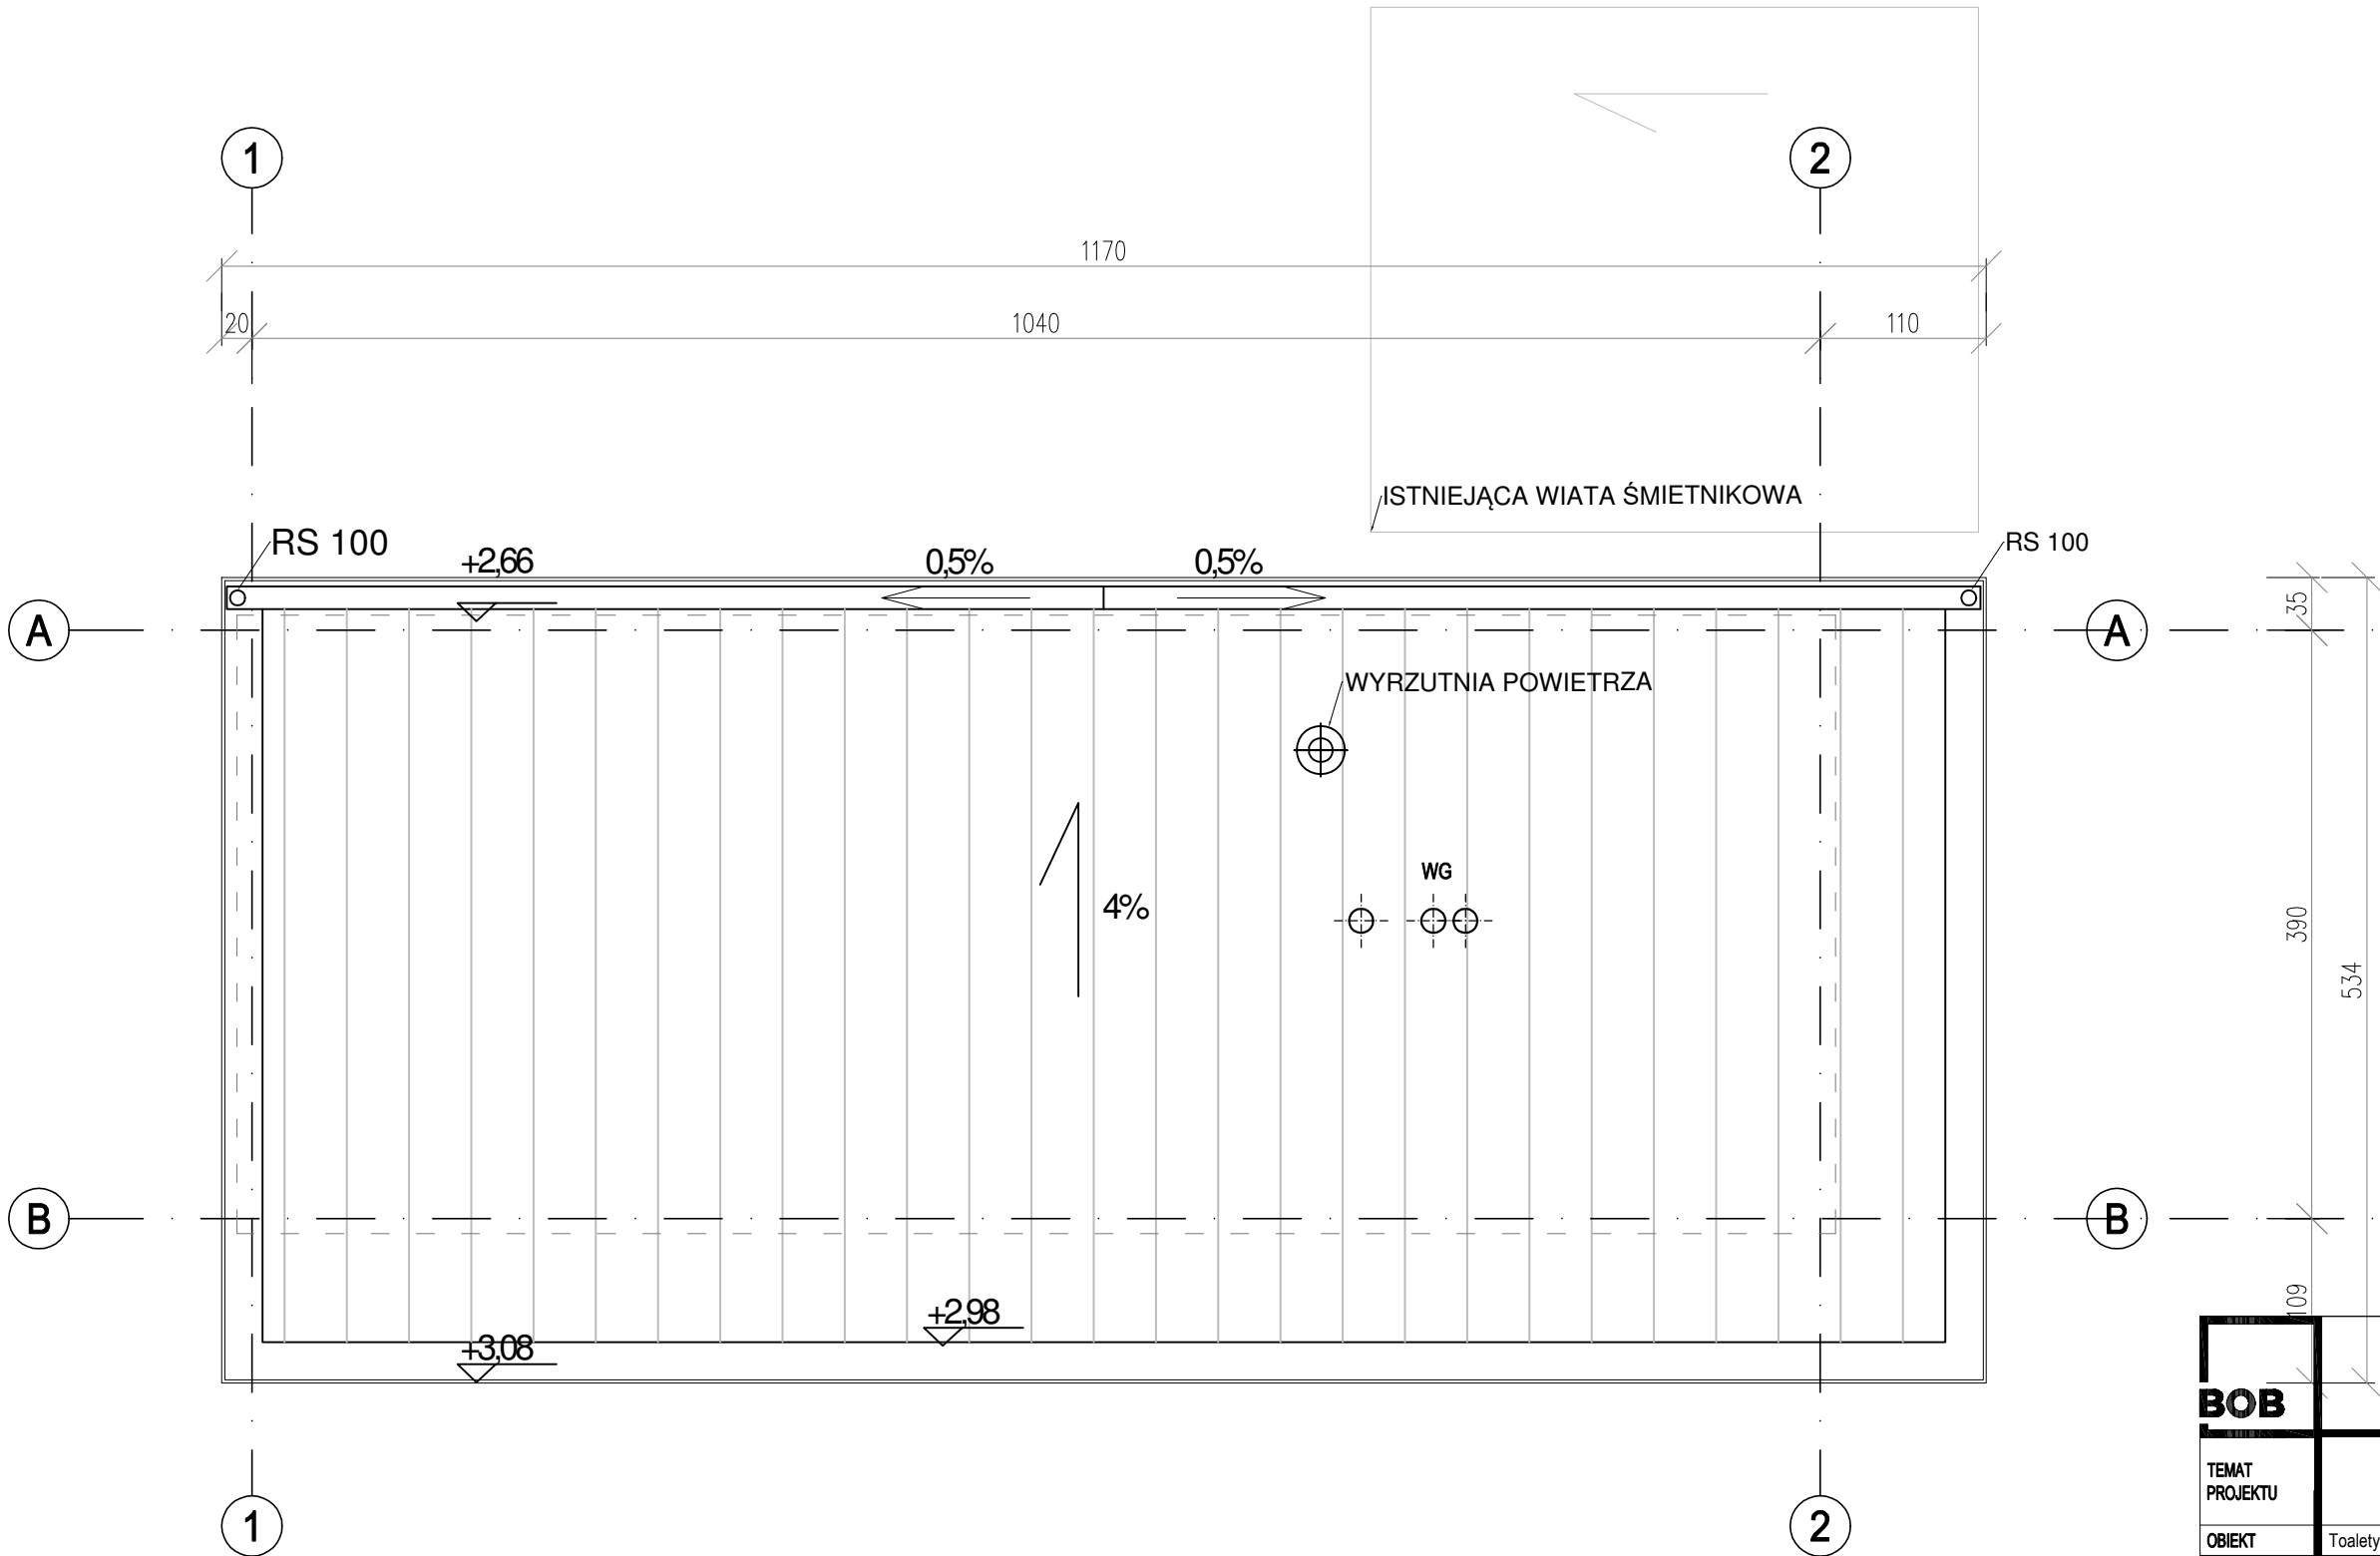 1
2
1170
20
1040
110
ISTNIEJĄCA WIATA ŚMIETNIKOWA
RS 100
+2,66
0,5%
0,5%
RS 100
35
A
A
WYRZUTNIA POWIETRZA
WG
4%
390
534
B
B
109
+2,98
+3,08
BOB
TEMAT
PROJEKTU
1
2
OBIEKT
Toalety